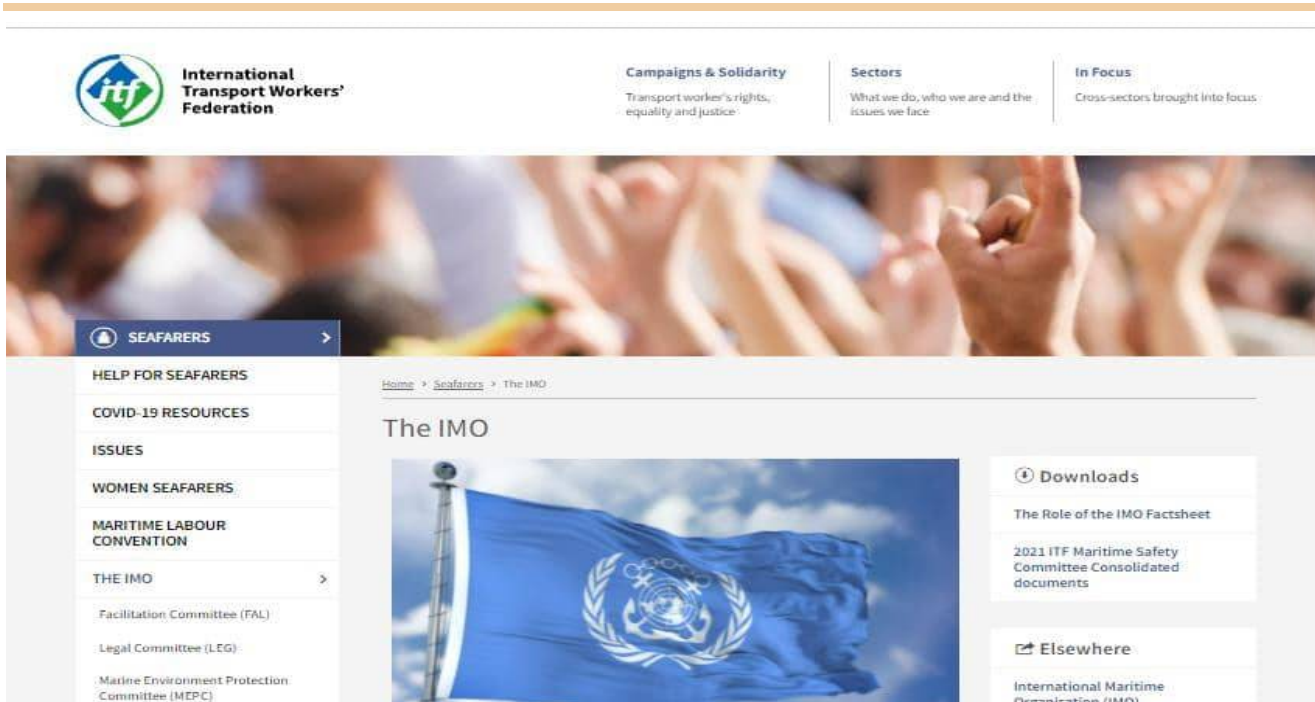 itf
International
Transport Workers'
Federation
Campaigns & Solidarity
Transport worker's rights,
equality and justice
Sectors
What we do, who we are and the
issues we face
In Focus
Cross-sectors brought into focus
SEAFARERS
HELP FOR SEAFARERS
COVID-19 RESOURCES
ISSUES
WOMEN SEAFARERS
MARITIME LABOUR
CONVENTION
THE IMO
Facilitation Committee (FAL)
Legal Committee (LEG)
Marine Environment Protection
Committee (MEPC)
Home > Seafarers > The IMO
The IMO
Downloads
The Role of the IMO Factsheet
2021 ITF Maritime Safety
Committee Consolidated
documents
Elsewhere
International Maritime
Organisation (IMO)